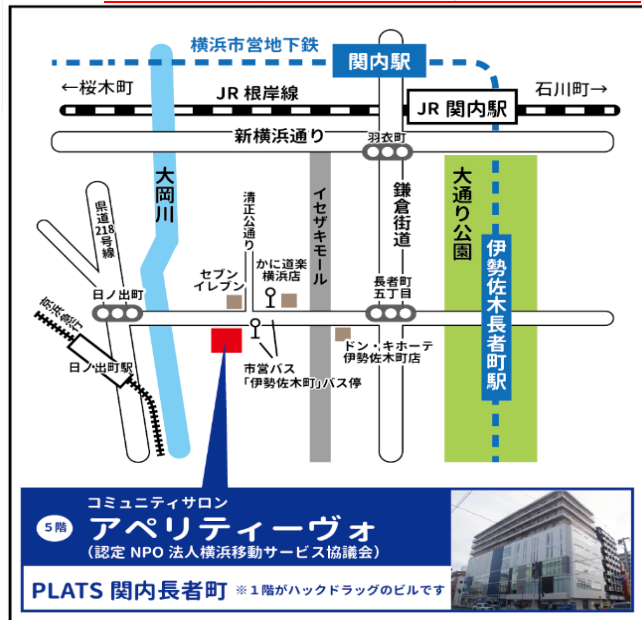 横浜市営地下鉄
関内駅
←桜木町
JR 根岸線
石川町→
JR 関内駅
新横浜通り
羽衣町
大岡川
イセザキモール
鎌倉街道
大通り公園
県道218号線
清正公通り
かに道楽
横浜店
セブン
イレブン
日ノ出町
長者町
五丁目
伊勢佐木長者町駅
京浜急行
日ノ出町駅
ドン・キホーテ
伊勢佐木町店
市営バス
「伊勢佐木町」バス停
コミュニティサロン
5階
アペリティーヴォ
(認定 NPO 法人横浜移動サービス協議会)
PLATS 関内長者町 ※1階がハックドラッグのビルです